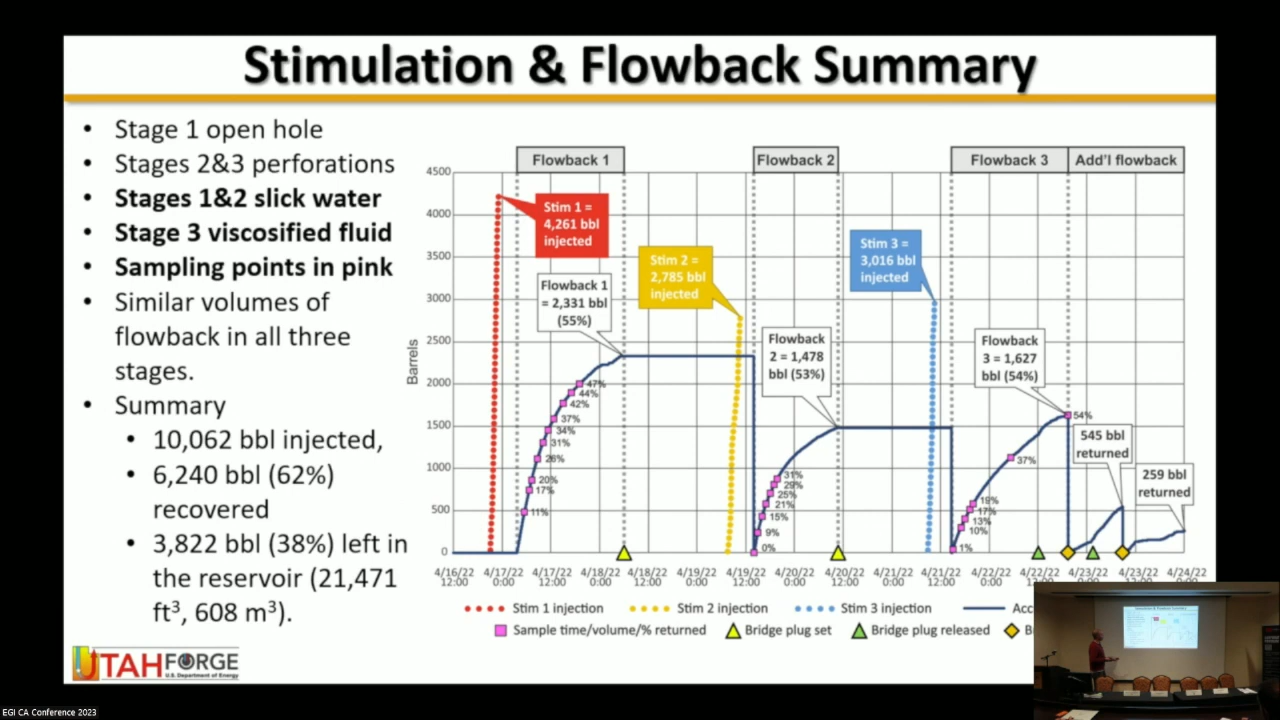 Stimulation & Flowback Summary
• Stage 1 open hole
• Stages 2&3 perforations
• Stages 1&2 slick water
• Stage 3 viscosified fluid
• Sampling points in pink
• Similar volumes of
flowback in all three
stages.
• Summary
• 10,062 bbl injected,
• 6,240 bbl (62%)
recovered
• 3,822 bbl (38%) left in
the reservoir (21,471
ft³, 608 m³).
Flowback 1
Flowback 2
Flowback 3
Add'l flowback
Barrels
4500
4000
3500
3000
2500
2000
1500
1000
500
0
Stim 1 =
4,261 bbl
injected
Flowback 1
= 2,331 bbl
(55%)
Stim 2 =
2,785 bbl
injected
Flowback
2 = 1,478
bbl (53%)
Stim 3 =
3,016 bbl
injected
Flowback
3 = 1,627
bbl (54%)
545 bbl
returned
259 bbl
returned
47%
44%
42%
37%
34%
31%
26%
20%
17%
11%
31%
29%
25%
21%
15%
9%
0%
54%
37%
19%
17%
13%
10%
1%
4/16/22 4/17/22 4/17/22 4/18/22 4/18/22 4/19/22 4/19/22 4/20/22 4/20/22 4/21/22 4/21/22 4/22/22 4/22/22 4/23/22 4/23/22 4/24/22
12:00 0:00 12:00 0:00 12:00 0:00 12:00 0:00 12:00 0:00 12:00 0:00 12:00 0:00 12:00
Stim 1 injection Stim 2 injection Stim 3 injection
Sample time/volume/% returned Bridge plug set Bridge plug released
UTAH FORGE
U.S. Department of Energy
EGI CA Conference 2023